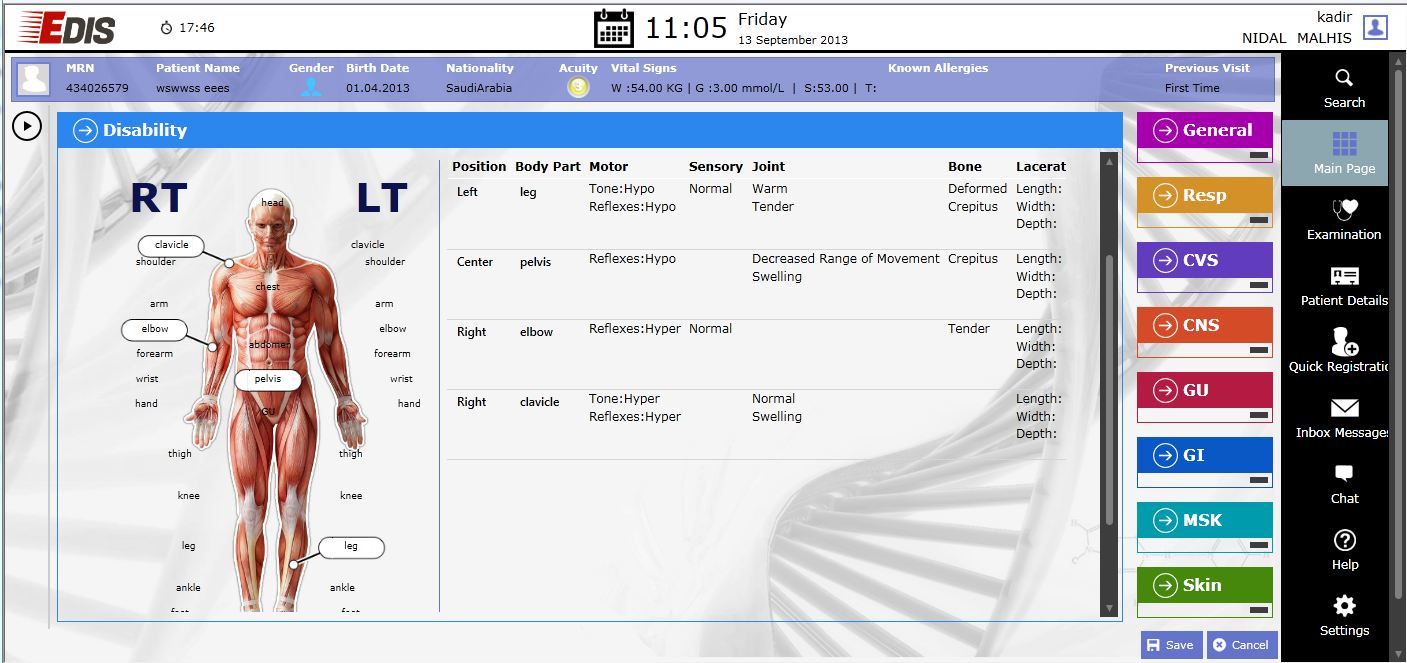 EDIS
17:46
11:05
Friday
13 September 2013
kadir
NIDAL MALHIS
MRN Patient Name Gender Birth Date Nationality Acuity Vital Signs Known Allergies Previous Visit
434026579 wswwss eees 01.04.2013 SaudiArabia 3 W :54.00 KG | G :3.00 mmol/L | S:53.00 | T: First Time
Disability
RT LT
head
clavicle clavicle
shoulder shoulder
chest
arm arm
elbow elbow
abdomen
forearm forearm
wrist pelvis wrist
hand GU hand
thigh thigh
knee knee
leg leg
ankle ankle
Position Body Part Motor Sensory Joint Bone Lacerat
Left leg Tone:Hypo Normal Warm Deformed Length:
Reflexes:Hypo Tender Crepitus Width:
Depth:
Center pelvis Reflexes:Hypo Decreased Range of Movement Crepitus Length:
Swelling Width:
Depth:
Right elbow Reflexes:Hyper Normal Tender Length:
Width:
Depth:
Right clavicle Tone:Hyper Normal Length:
Reflexes:Hyper Swelling Width:
Depth:
General
Resp
CVS
CNS
GU
GI
MSK
Skin
Save Cancel
Search
Main Page
Examination
Patient Details
Quick Registratic
Inbox Messages
Chat
Help
Settings